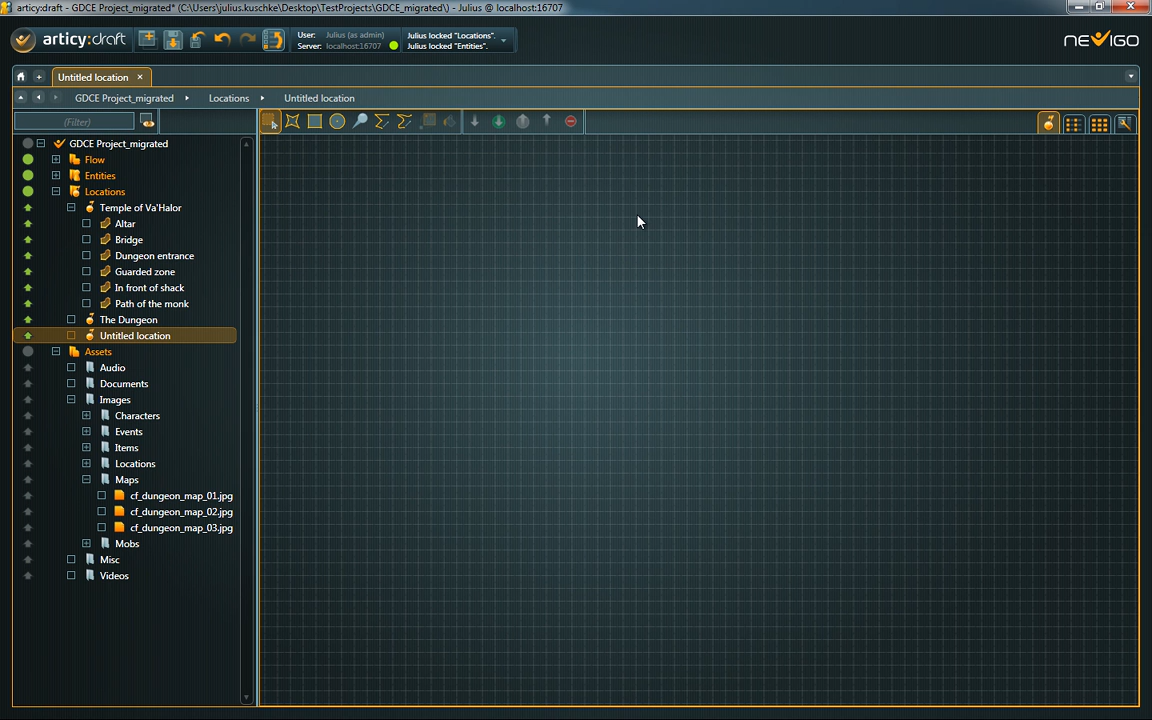 articy:draft - GDCE Project_migrated* (C:\Users\julius.kuschke\Desktop\TestProjects\GDCE_migrated\) - Julius @ localhost:16707
articy:draft
User: Julius (as admin)
Server: localhost:16707
Julius locked "Locations".
Julius locked "Entities".
nevigo
Untitled location
GDCE Project_migrated Locations Untitled location
(Filter)
GDCE Project_migrated
Flow
Entities
Locations
Temple of Va'Halor
Altar
Bridge
Dungeon entrance
Guarded zone
In front of shack
Path of the monk
The Dungeon
Untitled location
Assets
Audio
Documents
Images
Characters
Events
Items
Locations
Maps
cf_dungeon_map_01.jpg
cf_dungeon_map_02.jpg
cf_dungeon_map_03.jpg
Mobs
Misc
Videos